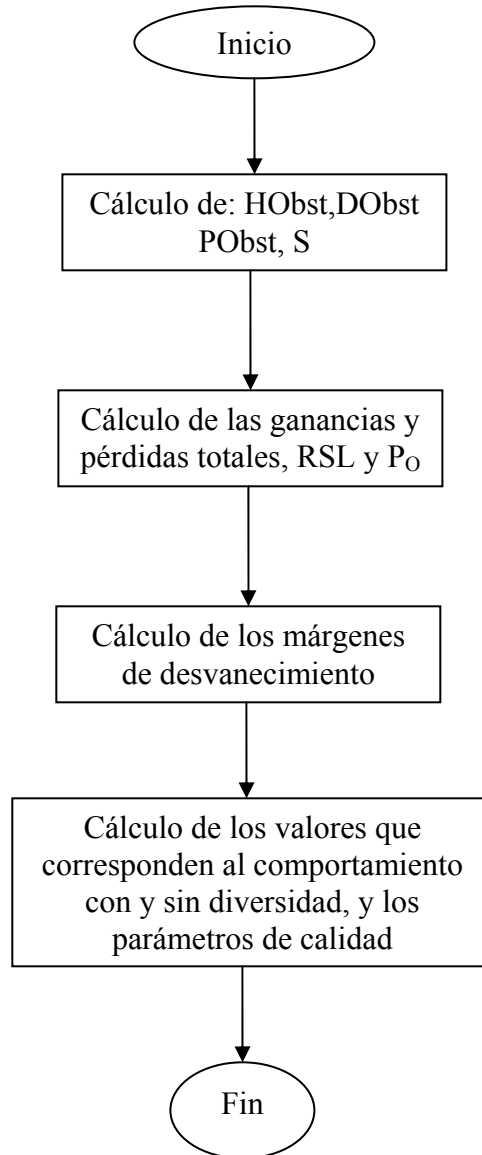 Inicio
Cálculo de: HObst,DObst
PObst, S
Cálculo de las ganancias y
pérdidas totales, RSL y P_O
Cálculo de los márgenes
de desvanecimiento
Cálculo de los valores que
corresponden al comportamiento
con y sin diversidad, y los
parámetros de calidad
Fin